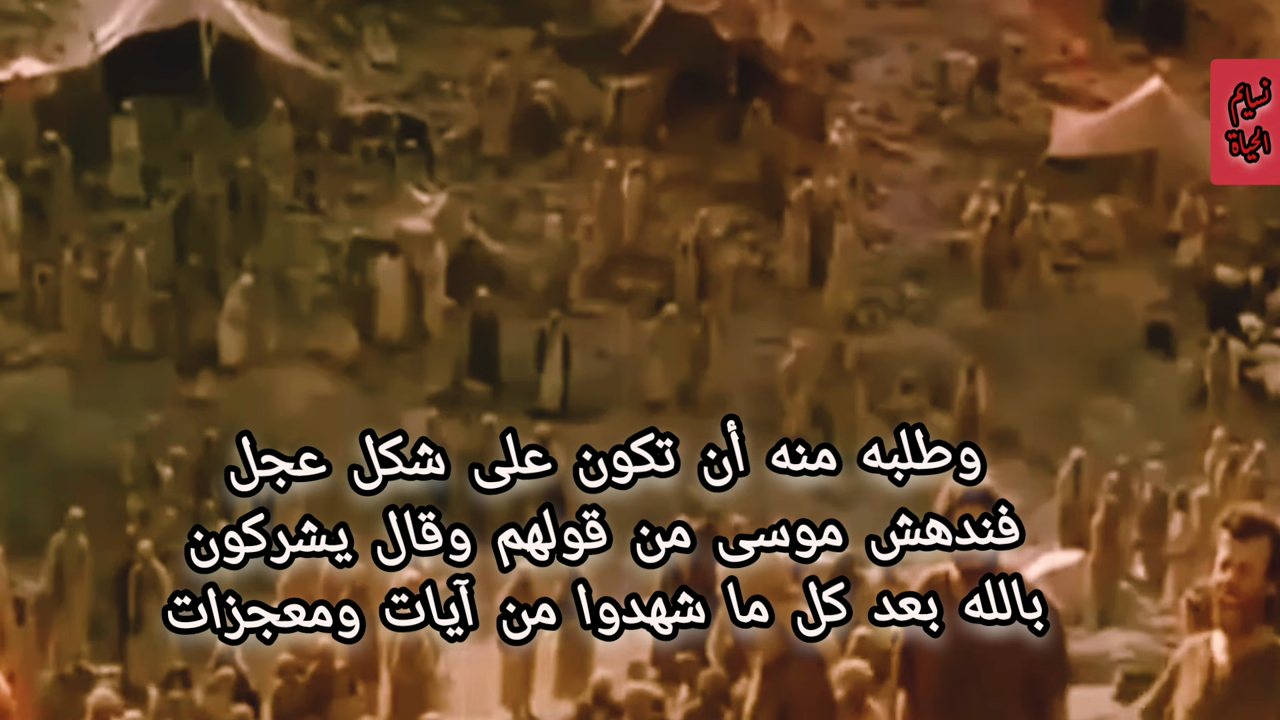 نسايم
الحياة
وطلبه منه أن تكون على شكل عجل
فندهش موسى من قولهم وقال يشركون
بالله بعد كل ما شهدوا من آيات ومعجزات